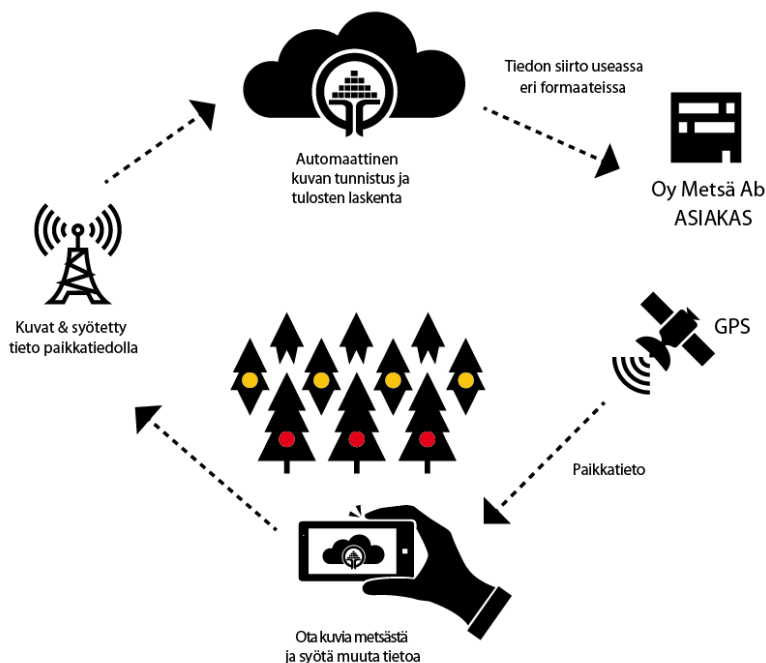 Tiedon siirto useassa
eri formaateissa
Automaattinen
kuvan tunnistus ja
tulosten laskenta
Oy Metsä Ab
ASIAKAS
Kuvat & syötetty
tieto paikkatiedolla
GPS
Paikkatieto
Ota kuvia metsästä
ja syötä muuta tietoa